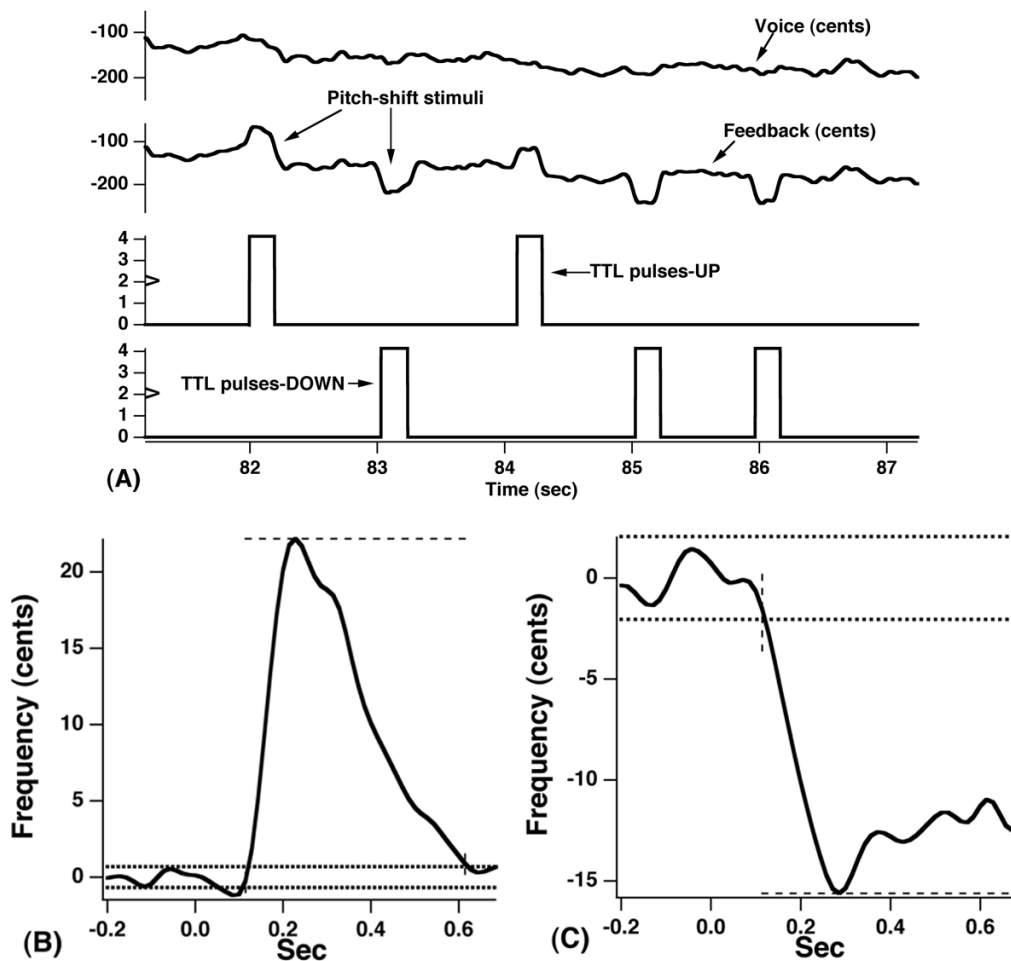 -100
Voice (cents)
-200
Pitch-shift stimuli
-100
Feedback (cents)
-200
4
3
TTL pulses-UP
V
2
1
0
4
3
TTL pulses-DOWN
V
2
1
0
82 83 84 85 86 87
(A)
Time (sec)
Frequency (cents)
20
15
10
5
0
-0.2 0.0 0.2 0.4 0.6
(B)
Sec
Frequency (cents)
0
-5
-10
-15
-0.2 0.0 0.2 0.4 0.6
(C)
Sec